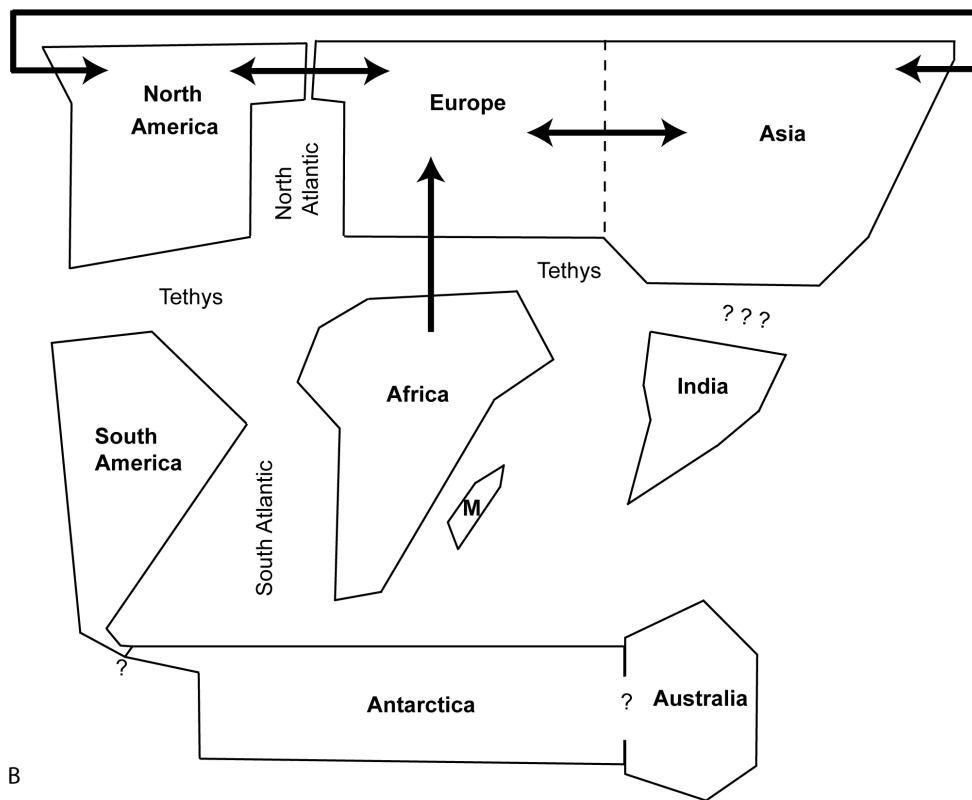 North
America
Europe
Asia
North
Atlantic
Tethys
Tethys
? ? ?
Africa
India
South
America
South Atlantic
M
?
Antarctica
?
Australia
B